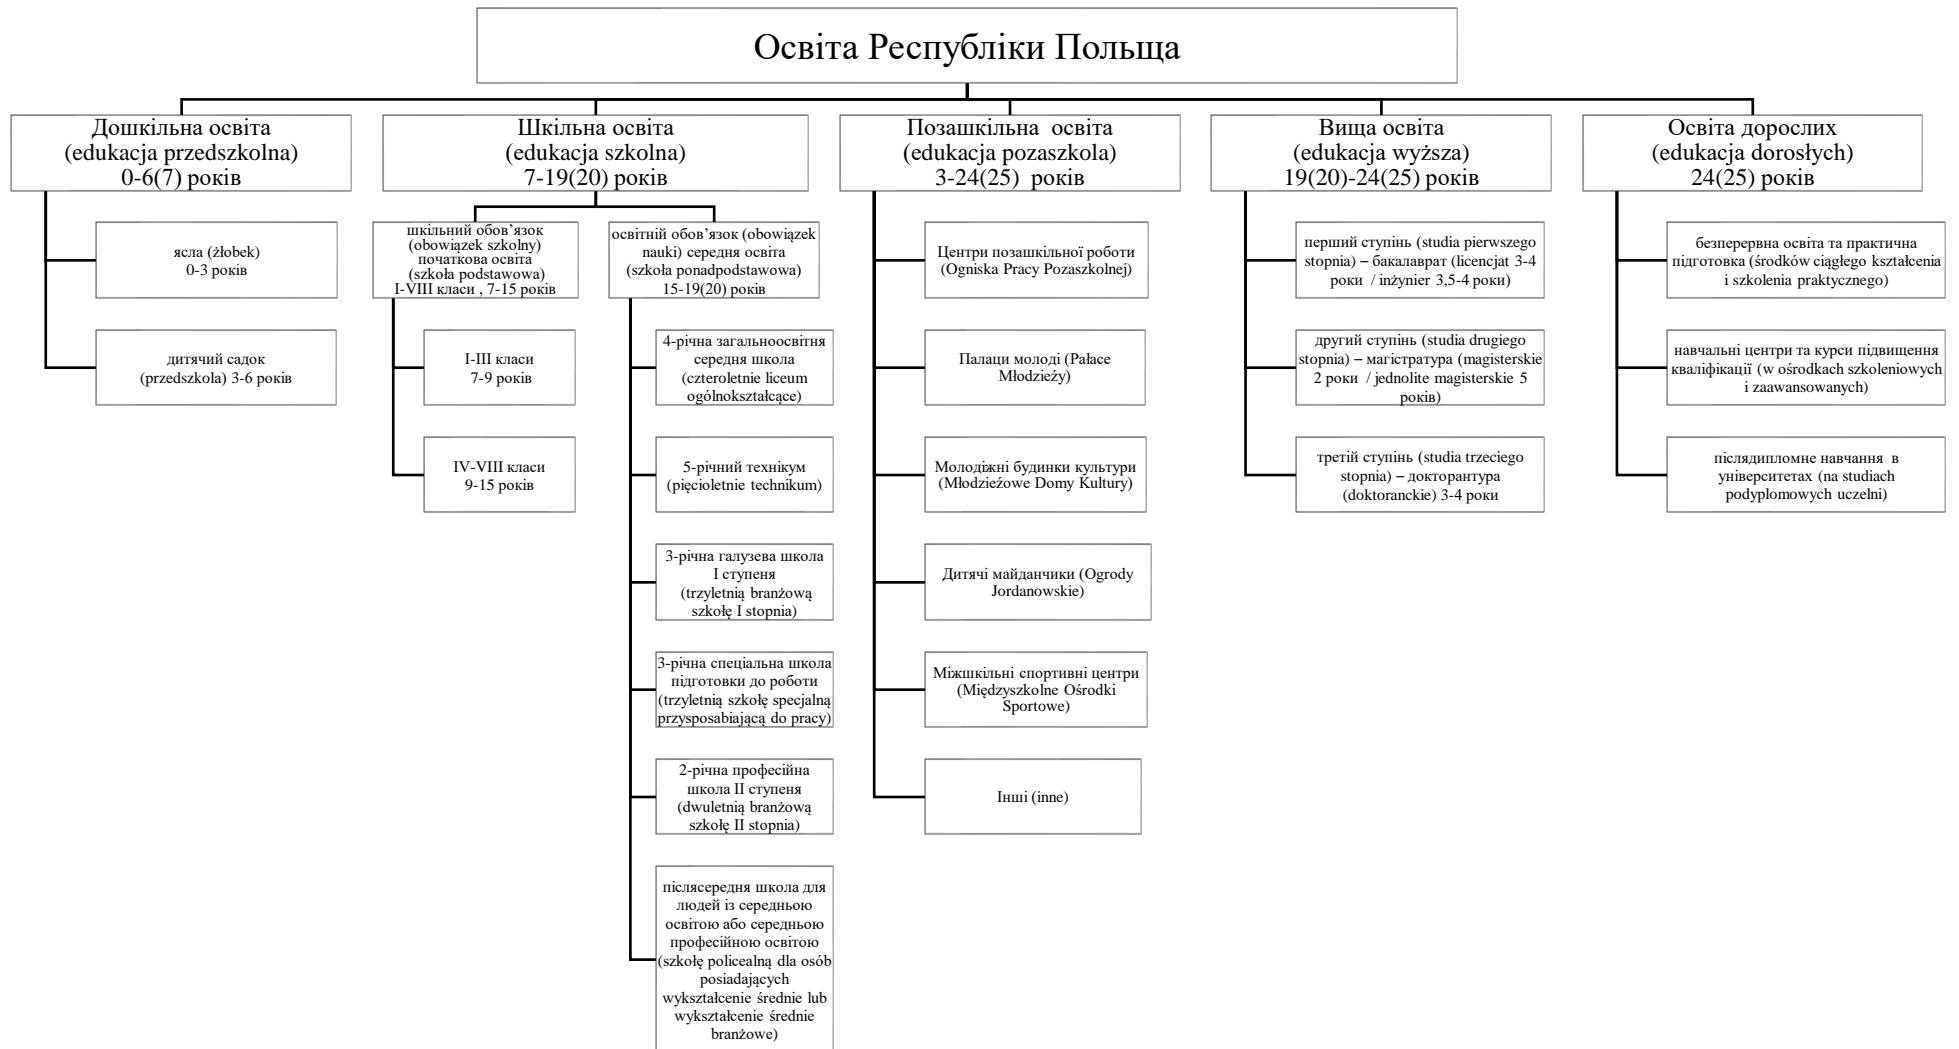 Освіта Республіки Польща
Дошкільна освіта
(edukacja przedszkolna)
0-6(7) років
ясла (żłobek)
0-3 років
дитячий садок
(przedszkola) 3-6 років
Шкільна освіта
(edukacja szkolna)
7-19(20) років
шкільний обов’язок
(obowiązek szkolny)
початкова освіта
(szkoła podstawowa)
I-VIII класи , 7-15 років
I-III класи
7-9 років
IV-VIII класи
9-15 років
освітній обов’язок (obowiązek
nauki) середня освіта
(szkoła ponadpodstawowa)
15-19(20) років
4-річна загальноосвітня
середня школа
(czteroletnie liceum
ogólnokształcące)
5-річний технікум
(pięcioletnie technikum)
3-річна галузева школа
I ступеня
(trzyletnią branżową
szkołę I stopnia)
3-річна спеціальна школа
підготовки до роботи
(trzyletnią szkołę specjalną
przysposabiającą do pracy)
2-річна професійна
школа II ступеня
(dwuletnią branżową
szkołę II stopnia)
післясередня школа для
людей із середньою
освітою або середньою
професійною освітою
(szkołę policealną dla osób
posiadających
wykształcenie średnie lub
wykształcenie średnie
branżowe)
Позашкільна освіта
(edukacja pozaszkola)
3-24(25) років
Центри позашкільної роботи
(Ogniska Pracy Pozaszkolnej)
Палаци молоді (Pałace
Młodzieży)
Молодіжні будинки культури
(Młodzieżowe Domy Kultury)
Дитячі майданчики (Ogrody
Jordanowskie)
Міжшкільні спортивні центри
(Międzyszkolne Ośrodki
Sportowe)
Інші (inne)
Вища освіта
(edukacja wyższa)
19(20)-24(25) років
перший ступінь (studia pierwszego
stopnia) – бакалаврат (licencjat 3-4
роки / inżynier 3,5-4 роки)
другий ступінь (studia drugiego
stopnia) – магістратура (magisterskie
2 роки / jednolite magisterskie 5
років)
третій ступінь (studia trzeciego
stopnia) – докторантура
(doktoranckie) 3-4 роки
Освіта дорослих
(edukacja dorosłych)
24(25) років
безперервна освіта та практична
підготовка (środków ciągłego kształcenia
i szkolenia praktycznego)
навчальні центри та курси підвищення
кваліфікації (w ośrodkach szkoleniowych
i zaawansowanych)
післядипломне навчання в
університетах (na studiach
podyplomowych uczelni)